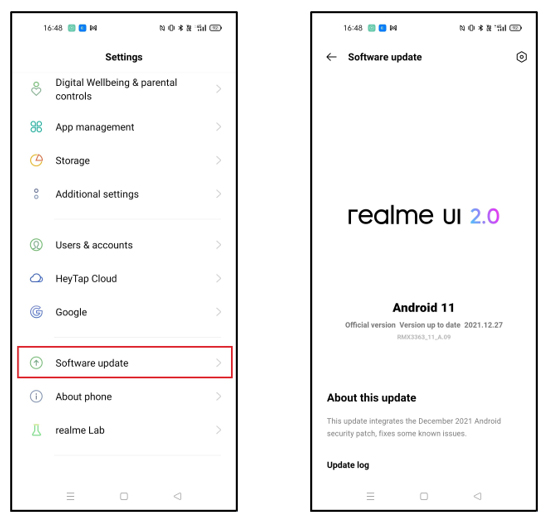 16:48
Settings
Digital Wellbeing & parental
controls
App management
Storage
Additional settings
Users & accounts
HeyTap Cloud
Google
Software update
About phone
realme Lab
16:48
Software update
realme UI 2.0
Android 11
Official version Version up to date 2021.12.27
RMX3363_11_A.09
About this update
This update integrates the December 2021 Android
security patch, fixes some known issues.
Update log